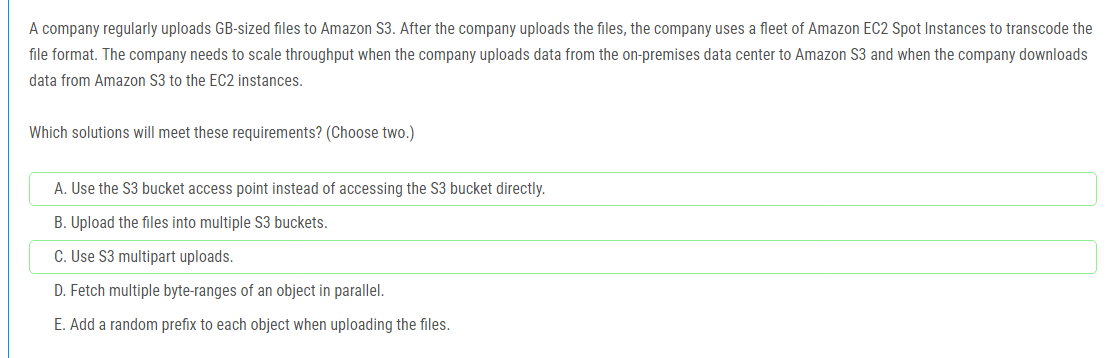 A company regularly uploads GB-sized files to Amazon S3. After the company uploads the files, the company uses a fleet of Amazon EC2 Spot Instances to transcode the
file format. The company needs to scale throughput when the company uploads data from the on-premises data center to Amazon S3 and when the company downloads
data from Amazon S3 to the EC2 instances.
Which solutions will meet these requirements? (Choose two.)
A. Use the S3 bucket access point instead of accessing the S3 bucket directly.
B. Upload the files into multiple S3 buckets.
C. Use S3 multipart uploads.
D. Fetch multiple byte-ranges of an object in parallel.
E. Add a random prefix to each object when uploading the files.